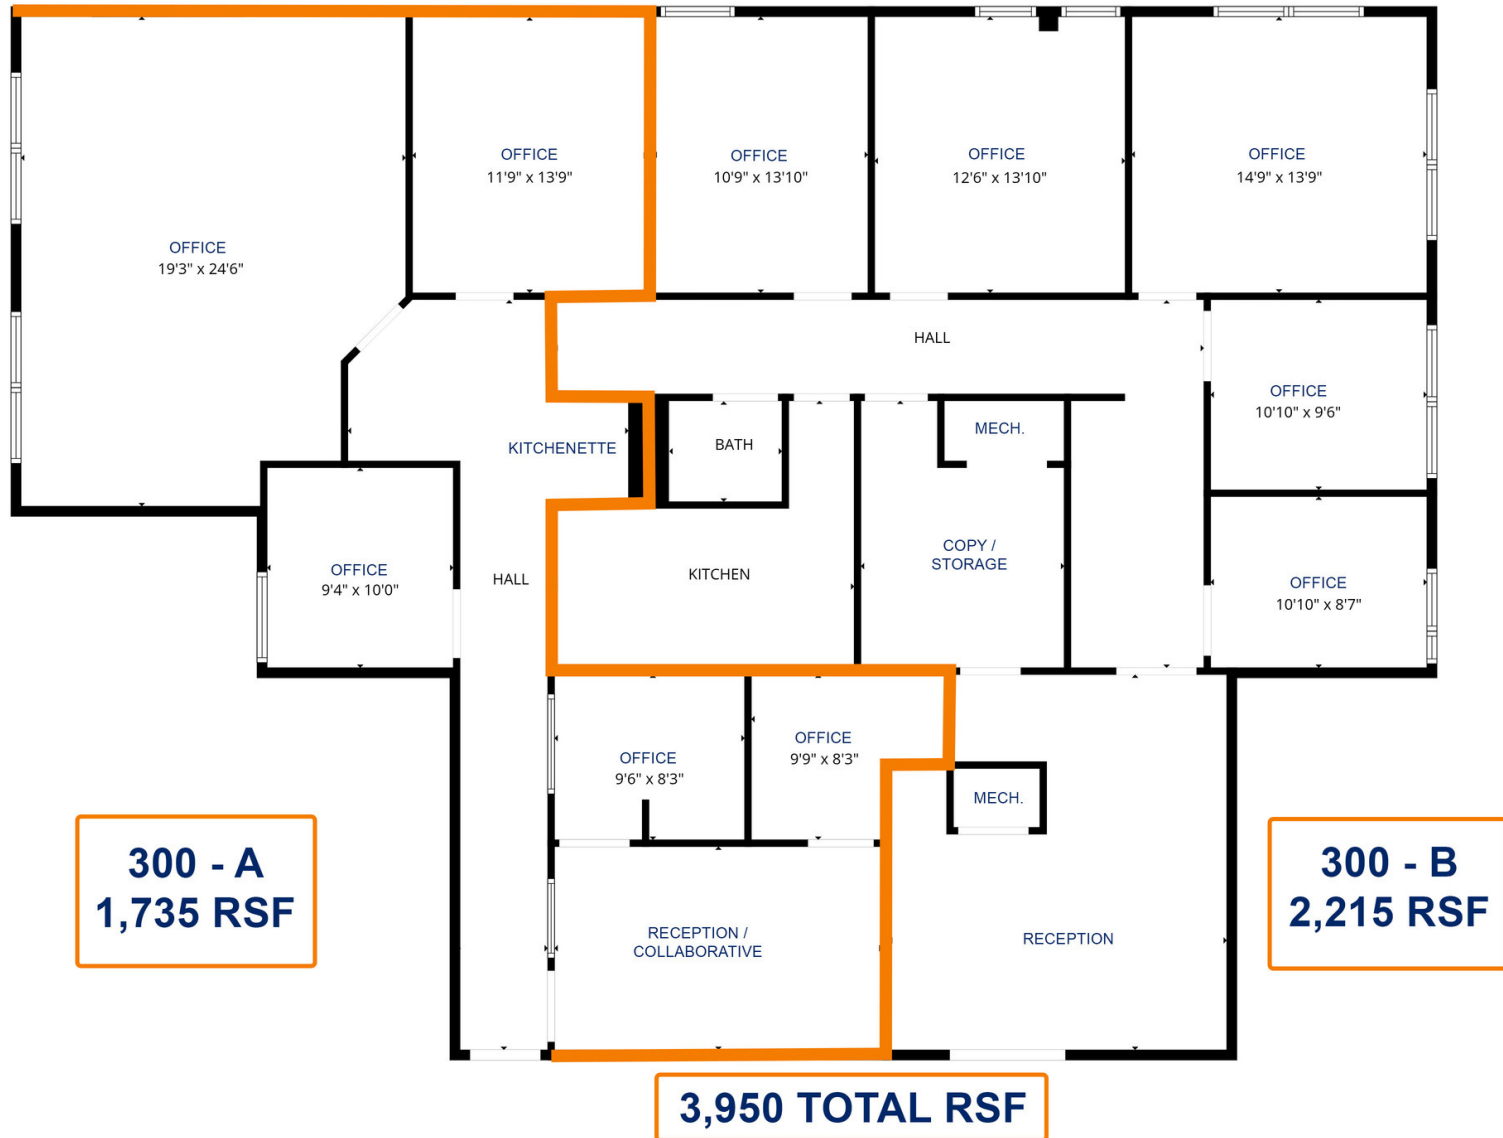 OFFICE
11'9" x 13'9"
OFFICE
10'9" x 13'10"
OFFICE
12'6" x 13'10"
OFFICE
14'9" x 13'9"
OFFICE
19'3" x 24'6"
HALL
OFFICE
10'10" x 9'6"
KITCHENETTE
BATH
MECH.
OFFICE
9'4" x 10'0"
HALL
KITCHEN
COPY /
STORAGE
OFFICE
10'10" x 8'7"
OFFICE
9'6" x 8'3"
OFFICE
9'9" x 8'3"
MECH.
300 - A
1,735 RSF
RECEPTION /
COLLABORATIVE
RECEPTION
300 - B
2,215 RSF
3,950 TOTAL RSF